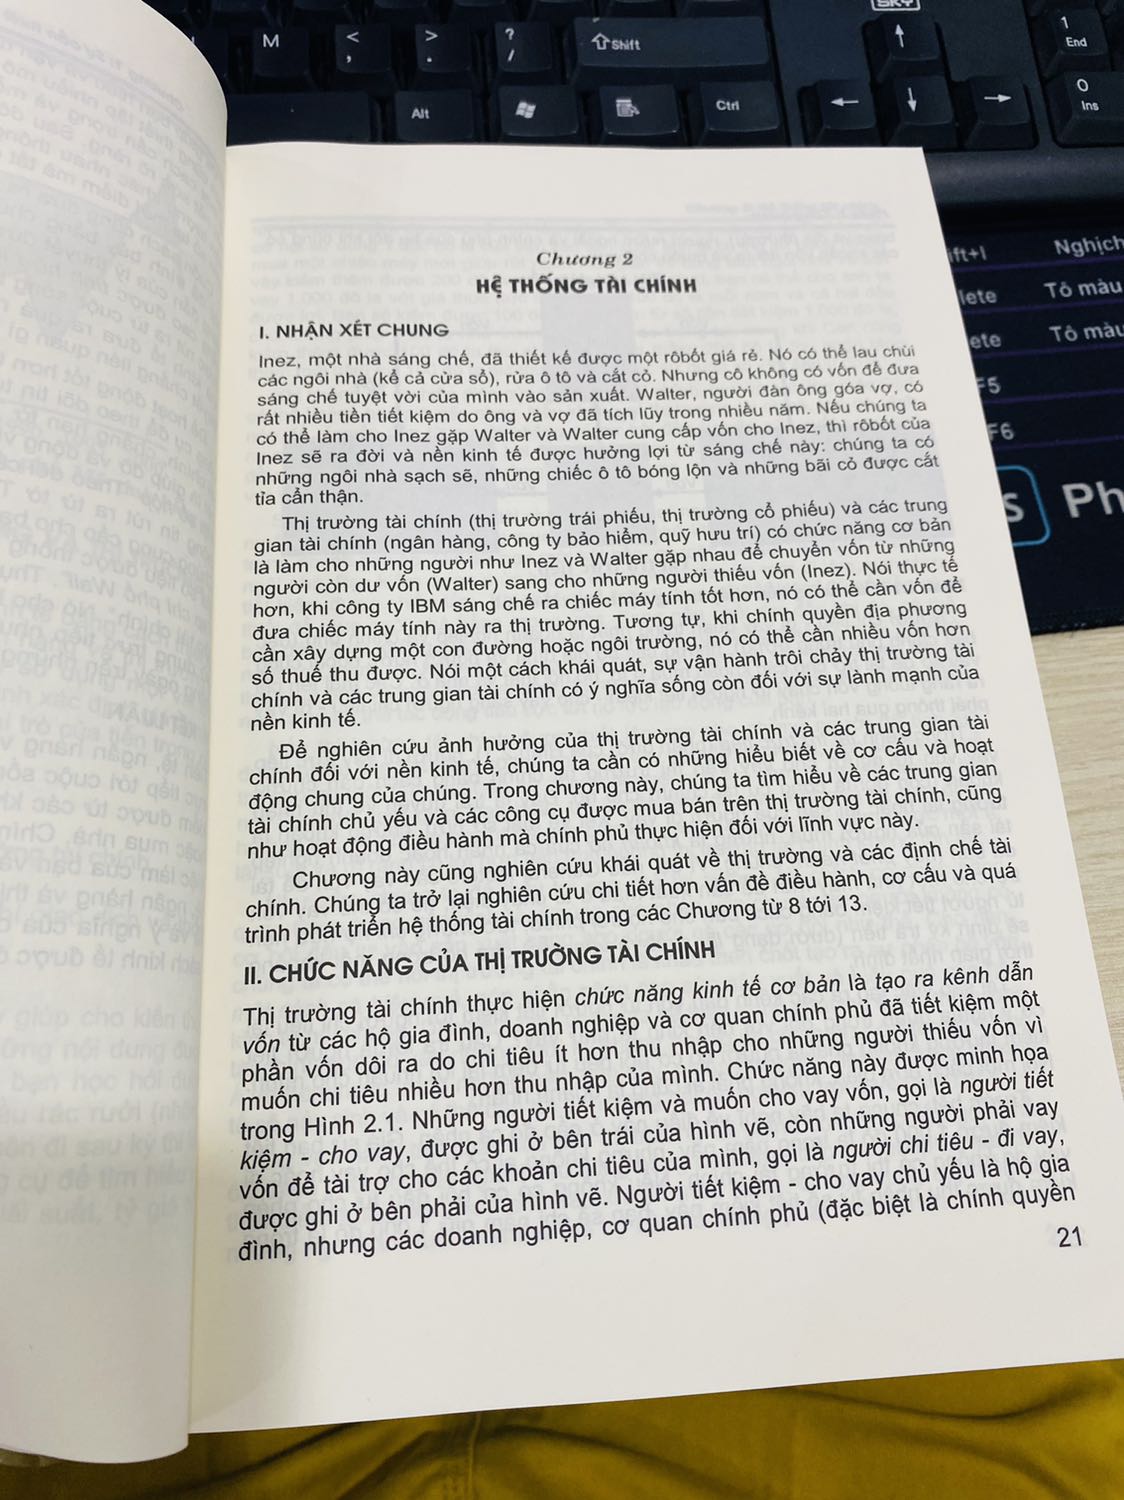 SKY
M
<
,
>
.
?
/
Shift
Alt
Ctrl
1
End
0
Ins
Nghịch
lete
Tô màu
ete
Tô màu
F5
F6
Ph
Chương 2
HỆ THỐNG TÀI CHÍNH
I. NHẬN XÉT CHUNG
Inez, một nhà sáng chế, đã thiết kế được một rôbốt giá rẻ. Nó có thể lau chùi
các ngôi nhà (kể cả cửa sổ), rửa ô tô và cắt cỏ. Nhưng cô không có vốn để đưa
sáng chế tuyệt vời của mình vào sản xuất. Walter, người đàn ông góa vợ, có
rất nhiều tiền tiết kiệm do ông và vợ đã tích lũy trong nhiều năm. Nếu chúng ta
có thể làm cho Inez gặp Walter và Walter cung cấp vốn cho Inez, thì rôbốt của
Inez sẽ ra đời và nền kinh tế được hưởng lợi từ sáng chế này: chúng ta có
những ngôi nhà sạch sẽ, những chiếc ô tô bóng lộn và những bãi cỏ được cắt
tỉa cẩn thận.
Thị trường tài chính (thị trường trái phiếu, thị trường cổ phiếu) và các trung
gian tài chính (ngân hàng, công ty bảo hiểm, quỹ hưu trí) có chức năng cơ bản
là làm cho những người như Inez và Walter gặp nhau để chuyển vốn từ những
người còn dư vốn (Walter) sang cho những người thiếu vốn (Inez). Nói thực tế
hơn, khi công ty IBM sáng chế ra chiếc máy tính tốt hơn, nó có thể cần vốn để
đưa chiếc máy tính này ra thị trường. Tương tự, khi chính quyền địa phương
cần xây dựng một con đường hoặc ngôi trường, nó có thể cần nhiều vốn hơn
số thuế thu được. Nói một cách khái quát, sự vận hành trôi chảy thị trường tài
chính và các trung gian tài chính có ý nghĩa sống còn đối với sự lành mạnh của
nền kinh tế.
Để nghiên cứu ảnh hưởng của thị trường tài chính và các trung gian tài
chính đối với nền kinh tế, chúng ta cần có những hiểu biết về cơ cấu và hoạt
động chung của chúng. Trong chương này, chúng ta tìm hiểu về các trung gian
tài chính chủ yếu và các công cụ được mua bán trên thị trường tài chính, cũng
như hoạt động điều hành mà chính phủ thực hiện đối với lĩnh vực này.
Chương này cũng nghiên cứu khái quát về thị trường và các định chế tài
chính. Chúng ta trở lại nghiên cứu chi tiết hơn vấn đề điều hành, cơ cấu và quá
trình phát triển hệ thống tài chính trong các Chương từ 8 tới 13.
II. CHỨC NĂNG CỦA THỊ TRƯỜNG TÀI CHÍNH
Thị trường tài chính thực hiện chức năng kinh tế cơ bản là tạo ra kênh dẫn
vốn từ các hộ gia đình, doanh nghiệp và cơ quan chính phủ đã tiết kiệm một
phần vốn dôi ra do chi tiêu ít hơn thu nhập cho những người thiếu vốn vì
muốn chi tiêu nhiều hơn thu nhập của mình. Chức năng này được minh họa
trong Hình 2.1. Những người tiết kiệm và muốn cho vay vốn, gọi là người tiết
kiệm - cho vay, được ghi ở bên trái của hình vẽ, còn những người phải vay
vốn để tài trợ cho các khoản chi tiêu của mình, gọi là người chi tiêu - đi vay,
được ghi ở bên phải của hình vẽ. Người tiết kiệm - cho vay chủ yếu là hộ gia
đình, nhưng các doanh nghiệp, cơ quan chính phủ (đặc biệt là chính quyền
21